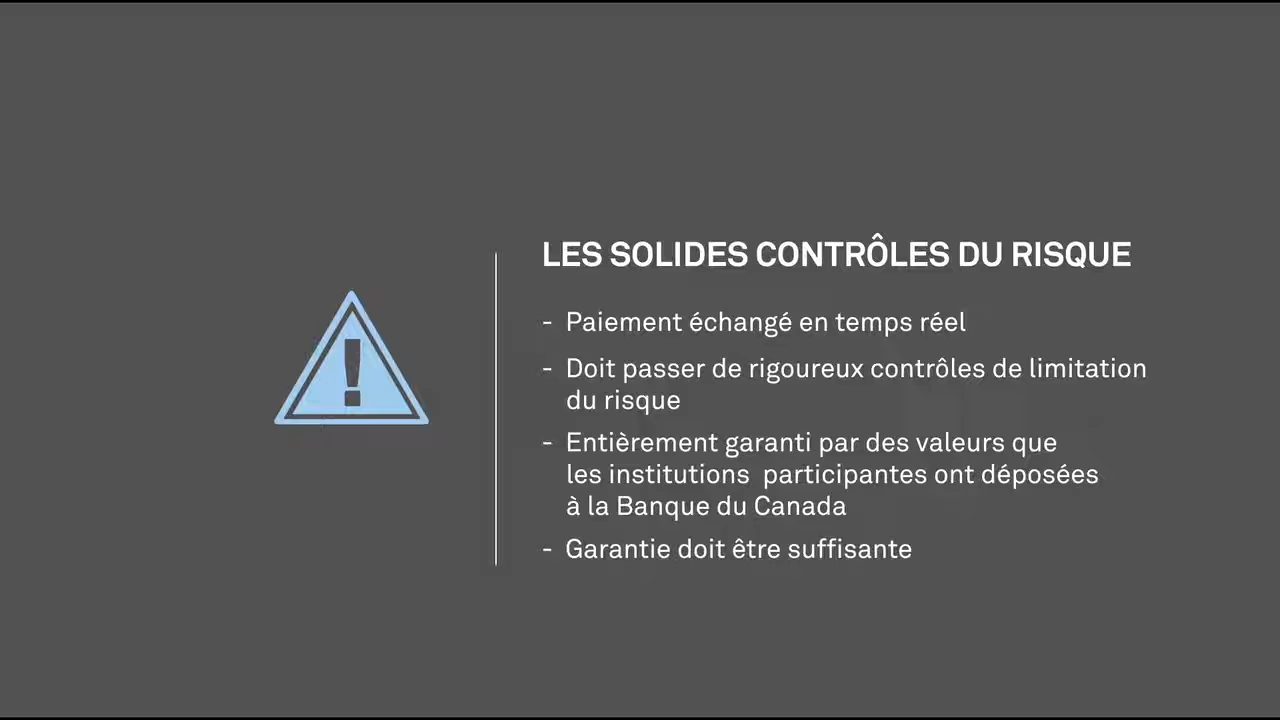 LES SOLIDES CONTRÔLES DU RISQUE
- Paiement échangé en temps réel
- Doit passer de rigoureux contrôles de limitation
du risque
- Entièrement garanti par des valeurs que
les institutions  participantes ont déposées
à la Banque du Canada
- Garantie doit être suffisante